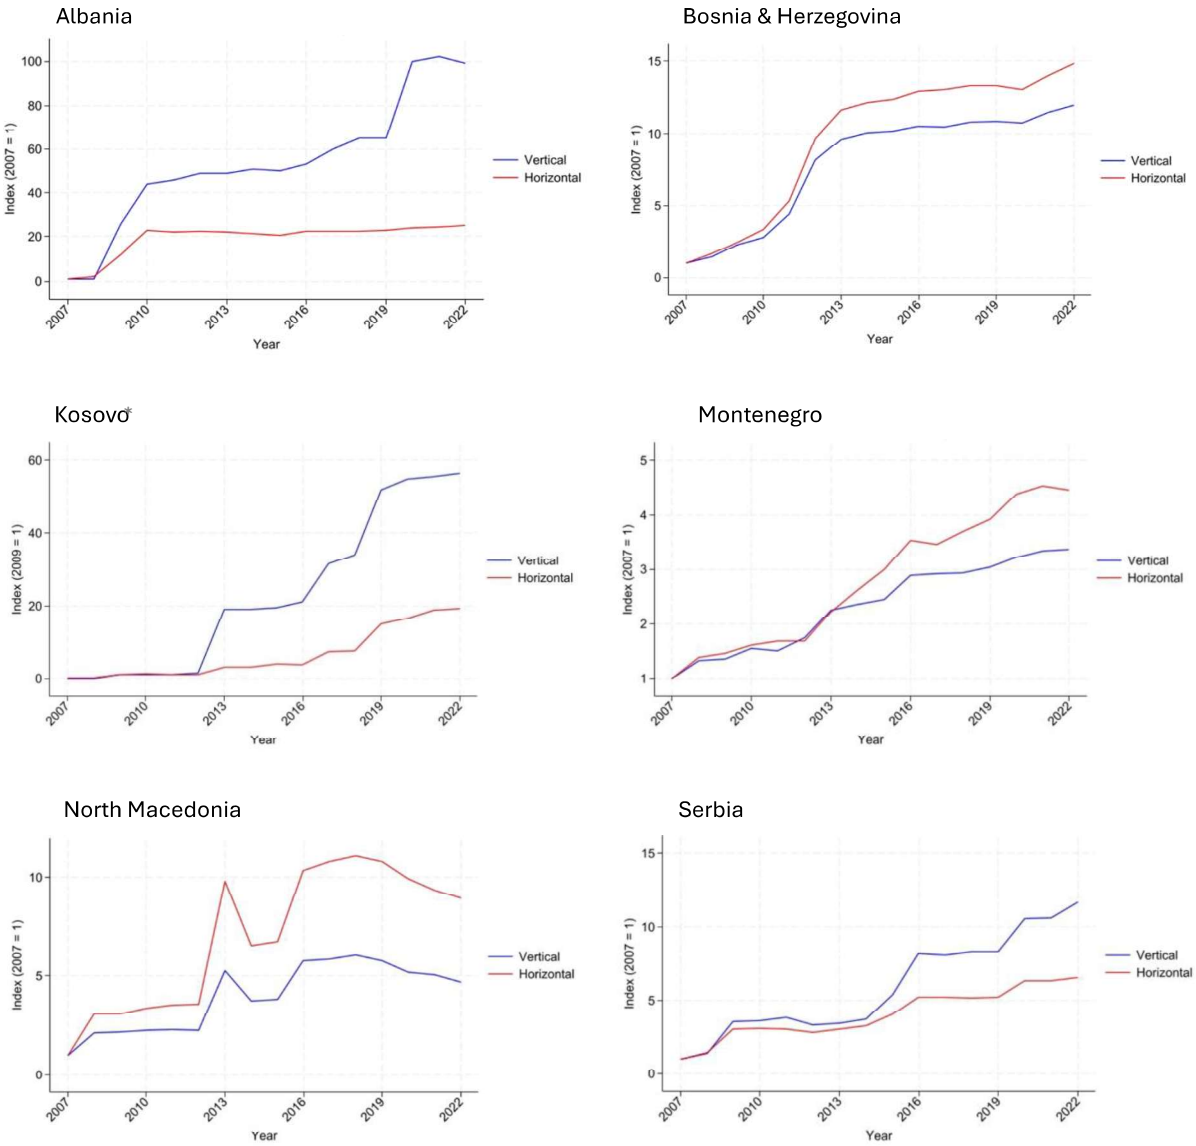 Albania
Index (2007 = 1)
100
80
60
40
20
0
2007
2010
2013
2016
2019
2022
Year
Vertical
Horizontal
Bosnia & Herzegovina
Index (2007 = 1)
15
10
5
0
2007
2010
2013
2016
2019
2022
Year
Vertical
Horizontal
Kosovo*
Index (2009 = 1)
60
40
20
0
2007
2010
2013
2016
2019
2022
Year
Vertical
Horizontal
Montenegro
Index (2007 = 1)
5
4
3
2
1
2007
2010
2013
2016
2019
2022
Year
Vertical
Horizontal
North Macedonia
Index (2007 = 1)
10
5
0
2007
2010
2013
2016
2019
2022
Year
Vertical
Horizontal
Serbia
Index (2007 = 1)
15
10
5
0
2007
2010
2013
2016
2019
2022
Year
Vertical
Horizontal